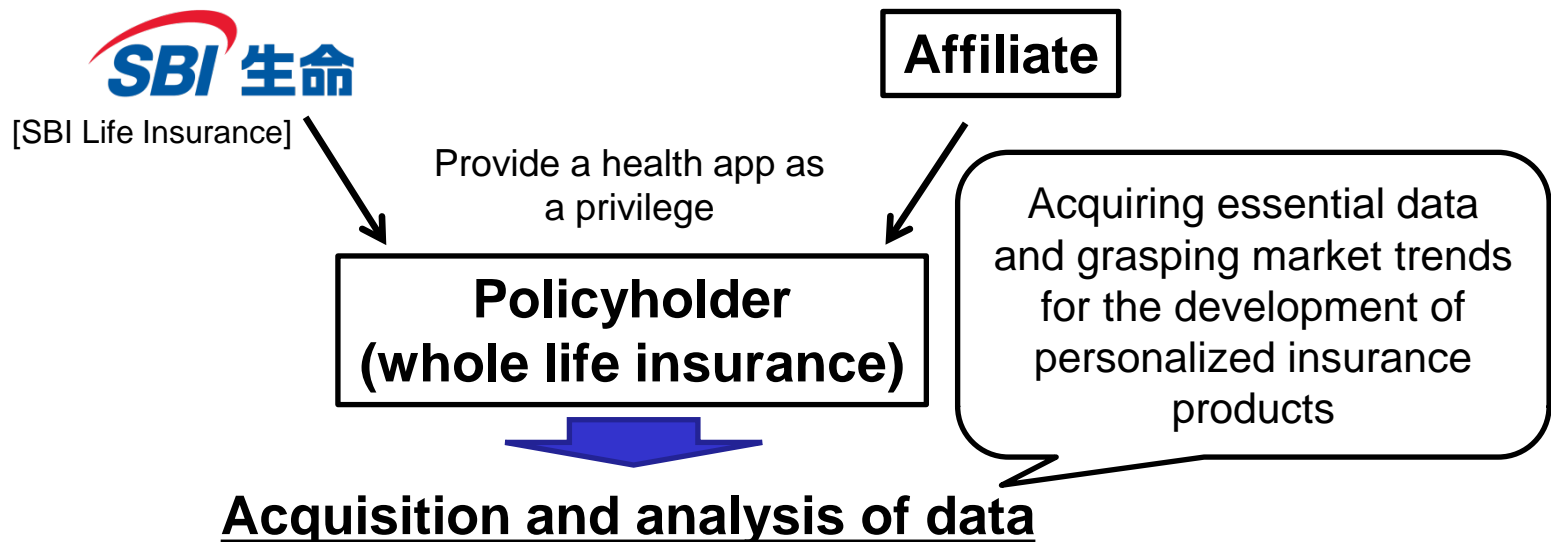 SBI 生命
Affiliate
[SBI Life Insurance]
Provide a health app as
a privilege
Acquiring essential data
and grasping market trends
for the development of
personalized insurance
products
Policyholder
(whole life insurance)
Acquisition and analysis of data